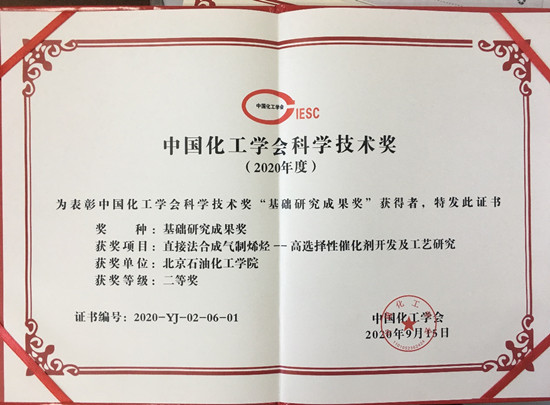 中国化工学会
CIESC
中国化工学会科学技术奖
(2020年度)
为表彰中国化工学会科学技术奖“基础研究成果奖”获得者，特发此证书
奖 种：基础研究成果奖
获奖项目：直接法合成气制烯烃--高选择性催化剂开发及工艺研究
获奖单位：北京石油化工学院
获奖等级：二等奖
证书编号：2020-YJ-02-06-01
中国化工学会
2020年9月15日